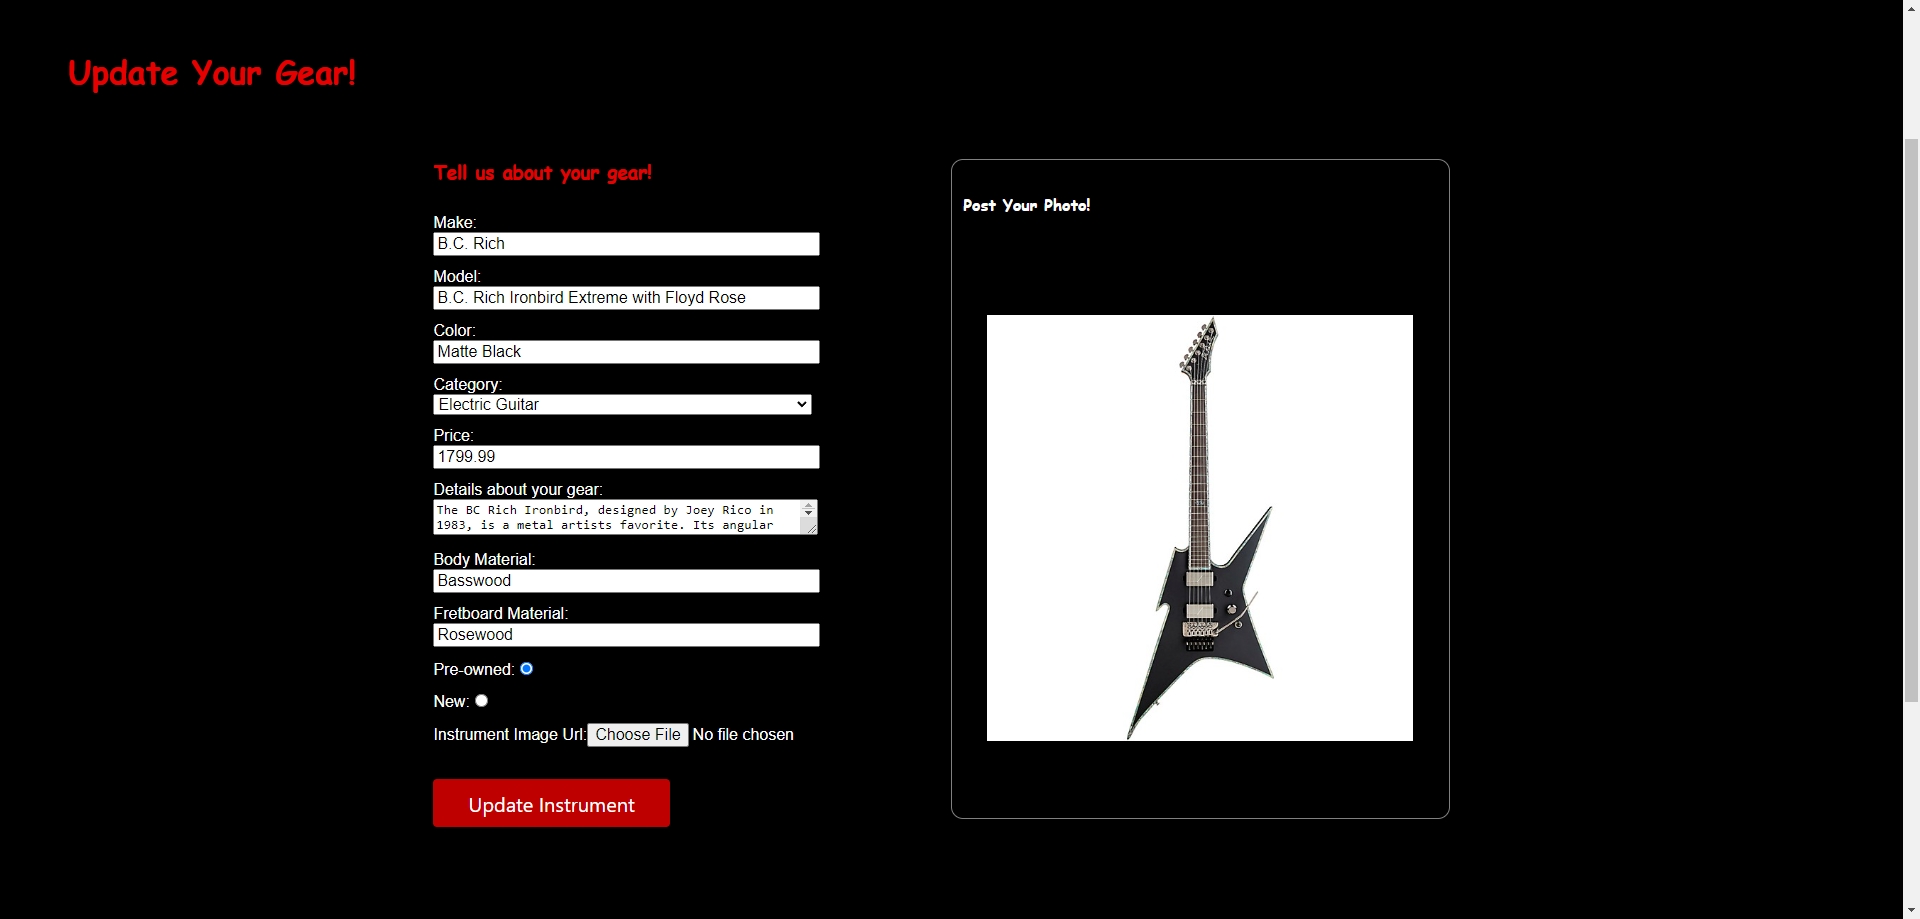 Update Your Gear!
Tell us about your gear!
Make:
B.C. Rich
Model:
B.C. Rich Ironbird Extreme with Floyd Rose
Color:
Matte Black
Category:
Electric Guitar
Price:
1799.99
Details about your gear:
The BC Rich Ironbird, designed by Joey Rico in
1983, is a metal artists favorite. Its angular
Body Material:
Basswood
Fretboard Material:
Rosewood
Pre-owned:
New:
Instrument Image Url: Choose File No file chosen
Update Instrument
Post Your Photo!